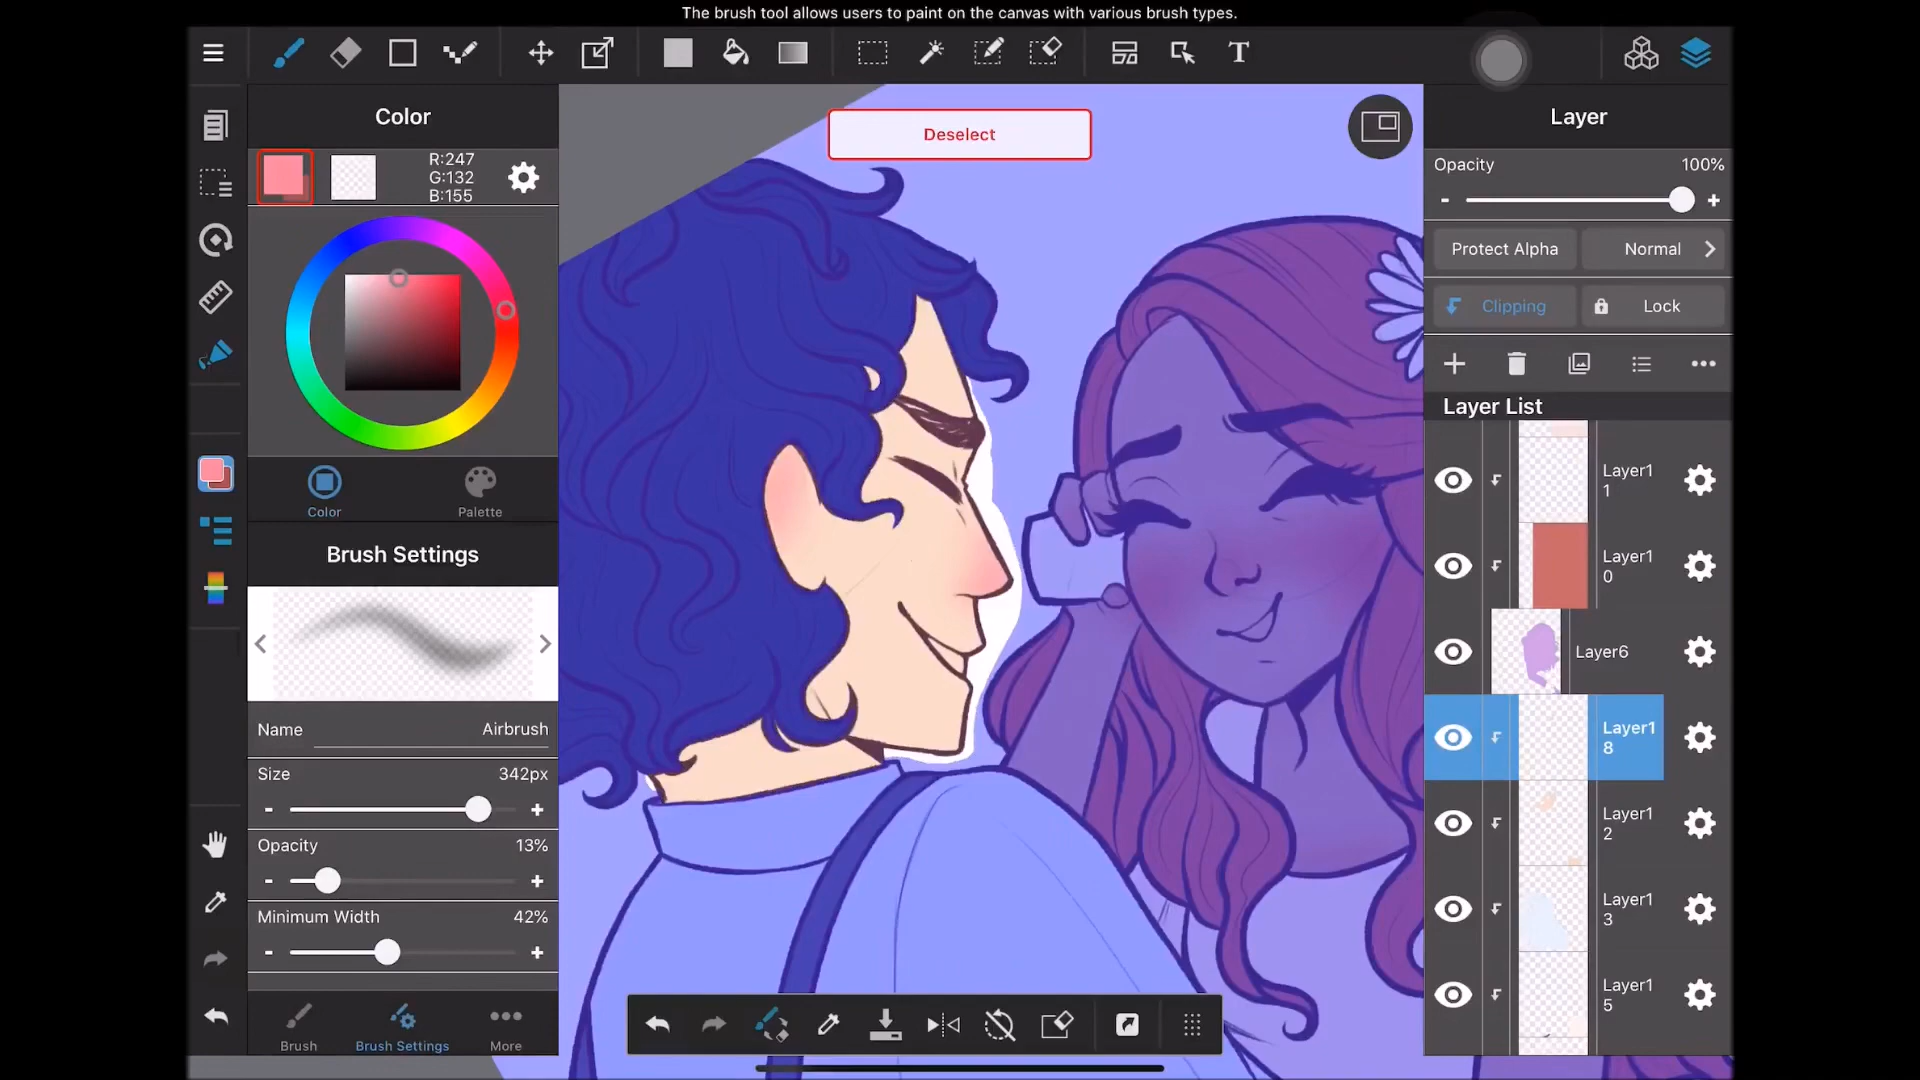 The brush tool allows users to paint on the canvas with various brush types.
T
Color
R:247
G:132
B:155
Color
Palette
Brush Settings
Name
Airbrush
Size
342px
-
+
Opacity
13%
-
+
Minimum Width
42%
-
+
Brush
Brush Settings
More
Deselect
Layer
Opacity
100%
-
+
Protect Alpha
Normal
Clipping
Lock
Layer List
Layer1
1
Layer1
0
Layer6
Layer1
8
Layer1
2
Layer1
3
Layer1
5